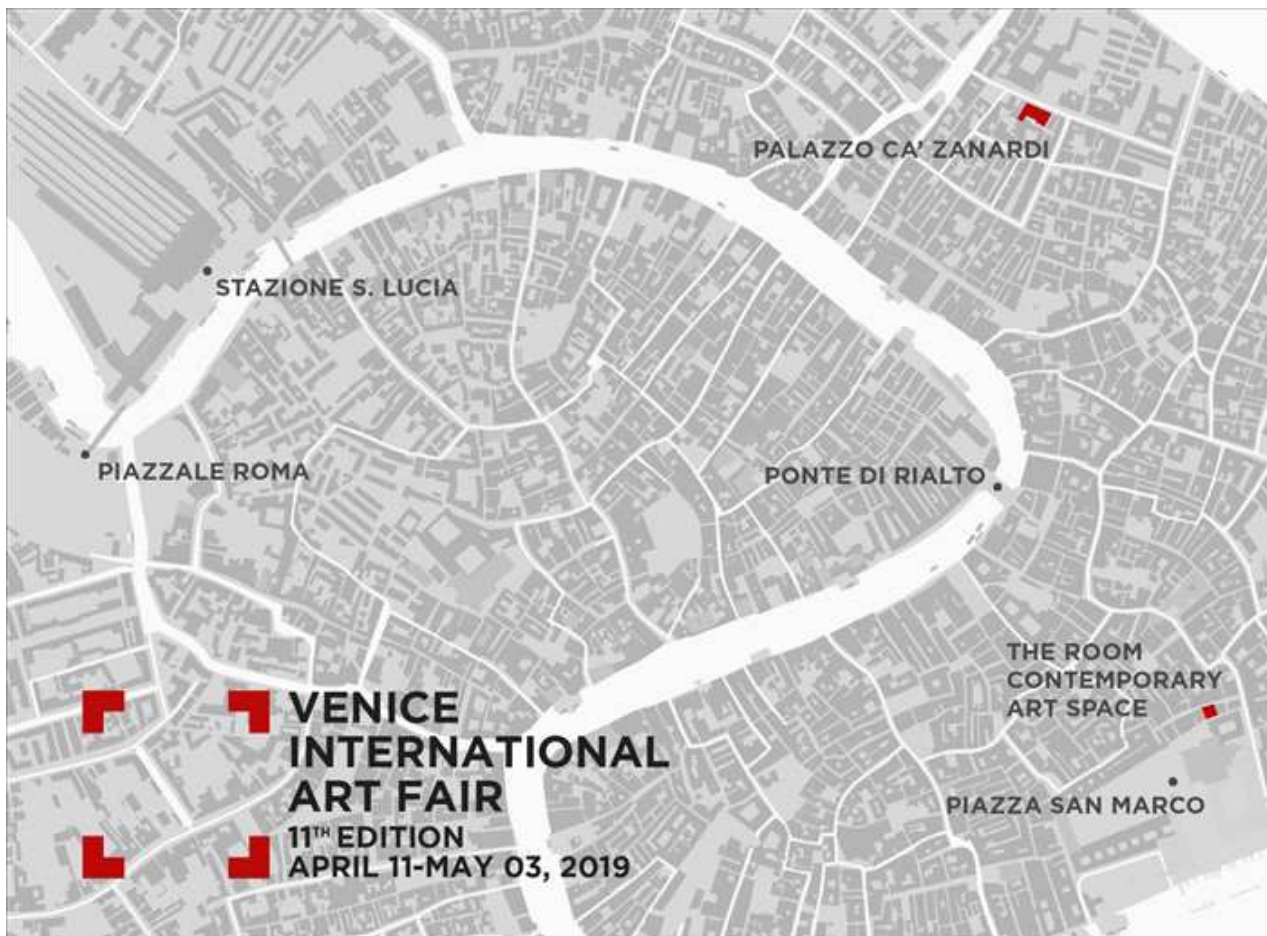 PALAZZO CA' ZANARDI
STAZIONE S. LUCIA
PIAZZALE ROMA
PONTE DI RIALTO
THE ROOM
CONTEMPORARY
ART SPACE
PIAZZA SAN MARCO
VENICE
INTERNATIONAL
ART FAIR
11TH EDITION
APRIL 11-MAY 03, 2019